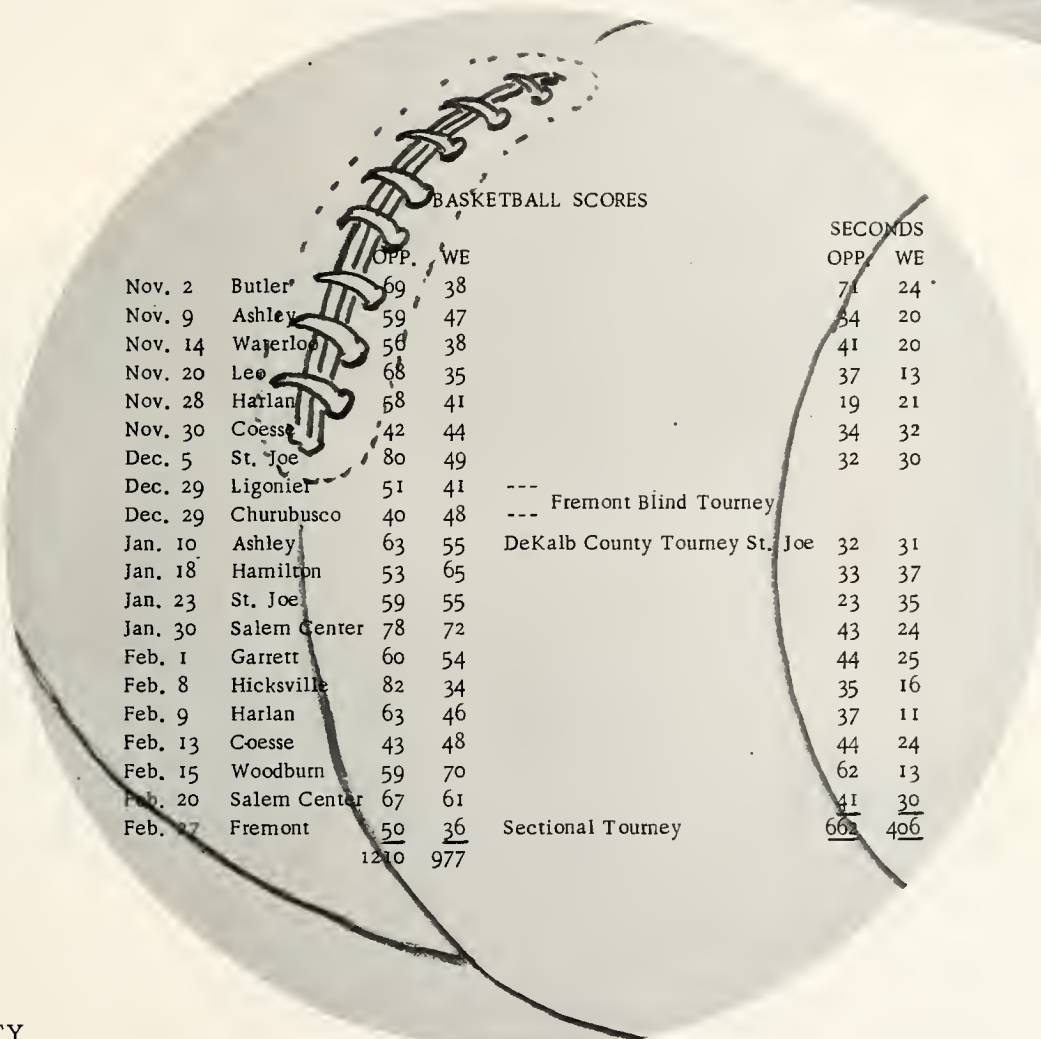 BASKETBALL SCORES
SECONDS
OPP. WE OPP. WE
Nov. 2 Butler 69 38 71 24
Nov. 9 Ashley 59 47 34 20
Nov. 14 Waterloo 56 38 41 20
Nov. 20 Leo 68 35 37 13
Nov. 28 Harlan 58 41 19 21
Nov. 30 Coesse 42 44 34 32
Dec. 5 St. Joe 80 49 32 30
Dec. 29 Ligonier 51 41 ---
Fremont Blind Tourney
Dec. 29 Churubusco 40 48 ---
Jan. 10 Ashley 63 55 DeKalb County Tourney St. Joe 32 31
Jan. 18 Hamilton 53 65 33 37
Jan. 23 St. Joe 59 55 23 35
Jan. 30 Salem Center 78 72 43 24
Feb. 1 Garrett 60 54 44 25
Feb. 8 Hicksville 82 34 35 16
Feb. 9 Harlan 63 46 37 11
Feb. 13 Coesse 43 48 44 24
Feb. 15 Woodburn 59 70 62 13
Feb. 20 Salem Center 67 61 41 30
Feb. 27 Fremont 50 36 Sectional Tourney 662 406
1210 977